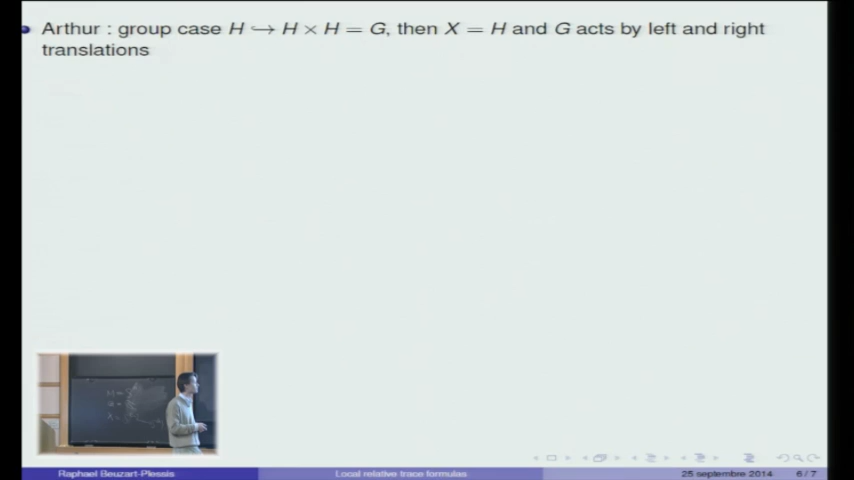 Arthur : group case H ↪ H × H = G, then X = H and G acts by left and right
translations
Raphael Beuzart-Plessis Local relative trace formulas 25 septembre 2014 6 / 7